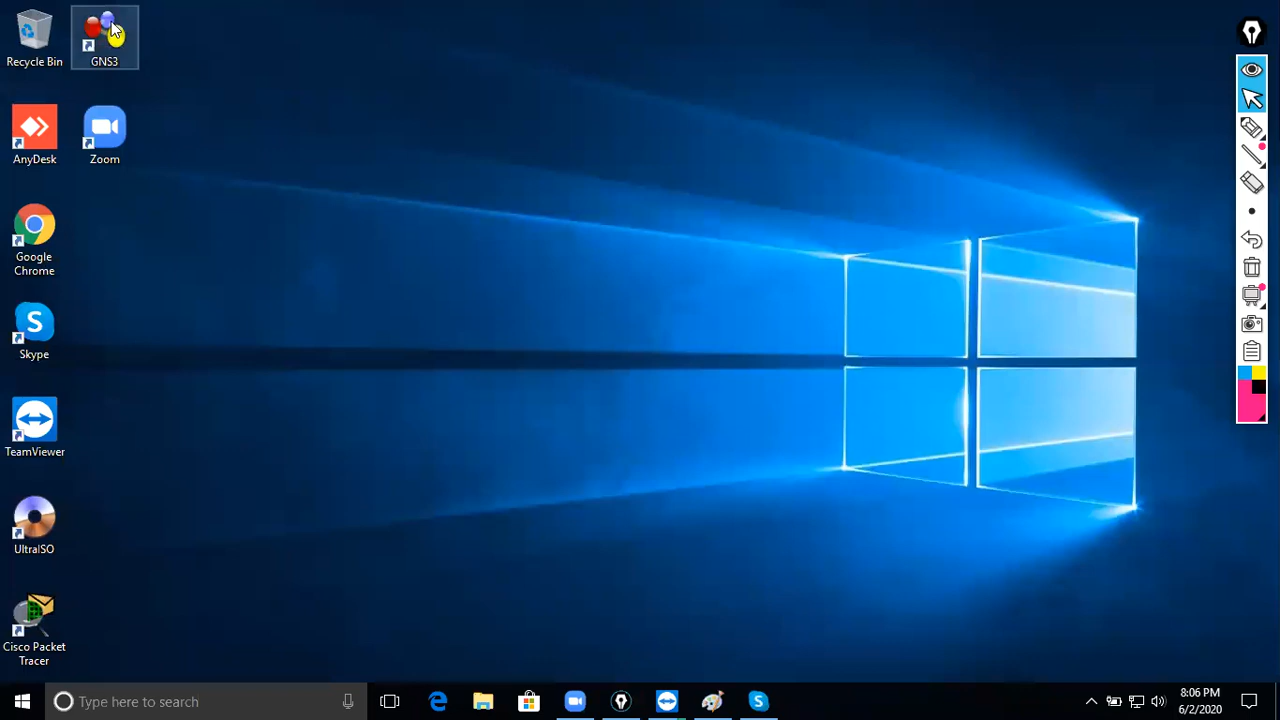 Recycle Bin
GNS3
AnyDesk
Zoom
Google
Chrome
S
Skype
TeamViewer
UltraISO
Cisco Packet
Tracer
Type here to search
S
8:06 PM
6/2/2020